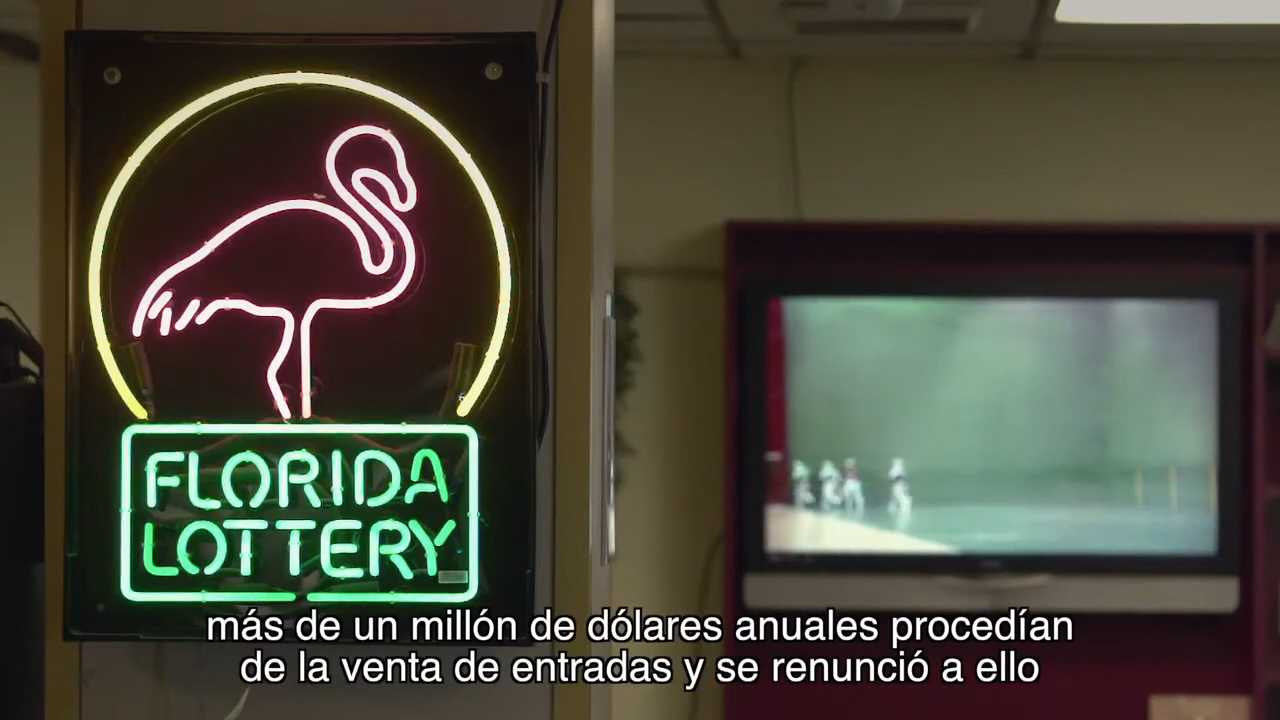 FLORIDA
LOTTERY
más de un millón de dólares anuales procedían
de la venta de entradas y se renunció a ello